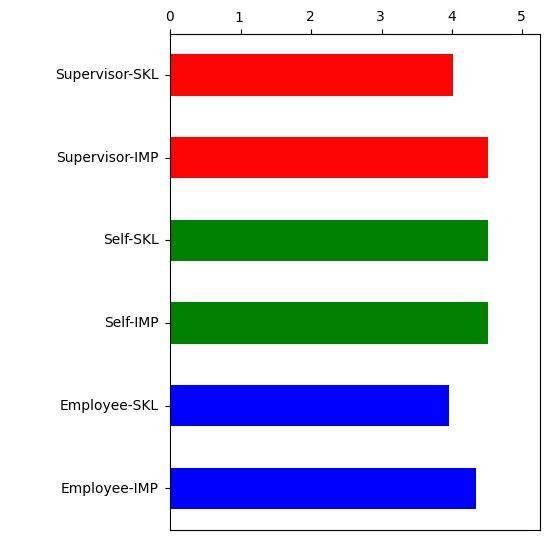 0 1 2 3 4 5
Supervisor-SKL
Supervisor-IMP
Self-SKL
Self-IMP
Employee-SKL
Employee-IMP